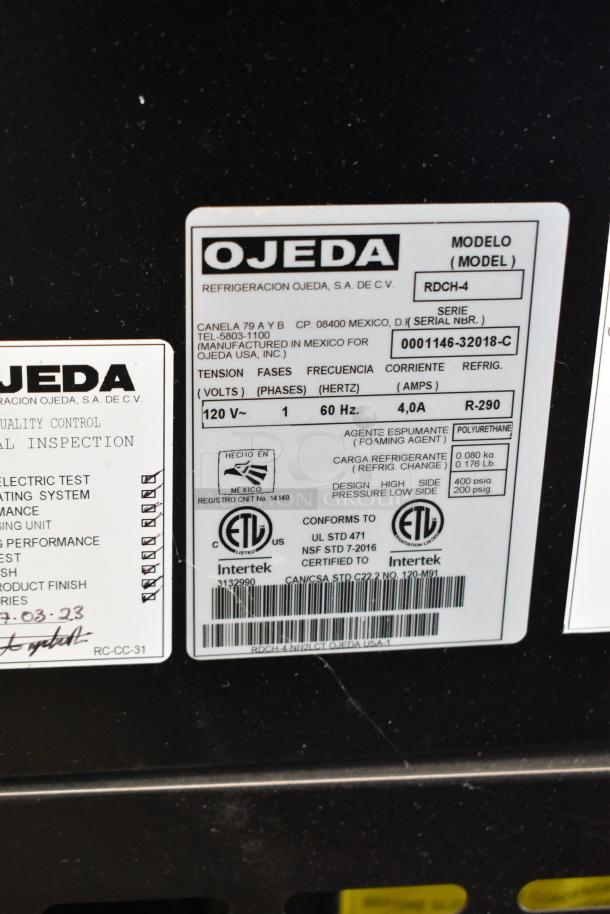 OJEDA
REFRIGERACION OJEDA, S.A. DE C.V.
MODELO
(MODEL)
RDCH-4
SERIE
(SERIAL NBR.)
0001146-32018-C
CANELA 79 A Y B CP. 08400 MEXICO, D.
TEL-5803-1100
(MANUFACTURED IN MEXICO FOR
OJEDA USA, INC.)
TENSION FASES FRECUENCIA CORRIENTE REFRIG.
(VOLTS) (PHASES) (HERTZ) (AMPS)
120 V~ 1 60 Hz. 4,0A R-290
AGENTE ESPUMANTE
(FOAMING AGENT)
POLYURETHANE
CARGA REFRIGERANTE
(REFRIG. CHANGE)
0.080 kg
0.176 Lb.
DESIGN HIGH SIDE
PRESSURE LOW SIDE
400 psig.
200 psig.
HECHO EN
MEXICO
REGISTRO CNIT No. 14140
C ETL US
LISTED
Intertek
3132990
CONFORMS TO
UL STD 471
NSF STD 7-2016
CERTIFIED TO
CAN/CSA STD C22.2 NO. 120-M91
ETL
SANITATION LISTED
Intertek
OJEDA USA-1
JEDA
RACION OJEDA, S.A. DE C.V.
UALITY CONTROL
AL INSPECTION
ELECTRIC TEST
ATING SYSTEM
MANCE
SING UNIT
G PERFORMANCE
EST
SH
PRODUCT FINISH
RIES
7.03.23
RC-CC-31